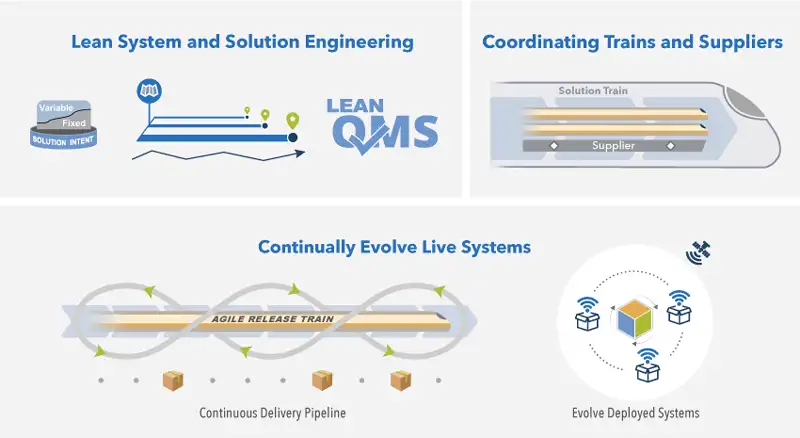 Lean System and Solution Engineering
Variable
Fixed
SOLUTION INTENT
LEAN
QMS
Coordinating Trains and Suppliers
Solution Train
Supplier
Continually Evolve Live Systems
AGILE RELEASE TRAIN
Continuous Delivery Pipeline
Evolve Deployed Systems